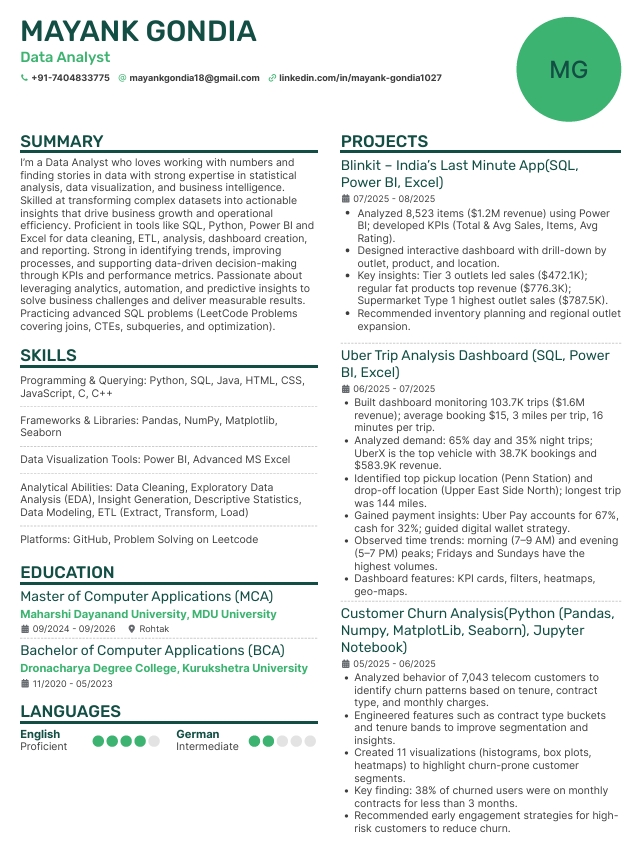 MAYANK GONDIA
Data Analyst
+91-7404833775 mayankgondia18@gmail.com linkedin.com/in/mayank-gondia1027
MG
SUMMARY
I'm a Data Analyst who loves working with numbers and
finding stories in data with strong expertise in statistical
analysis, data visualization, and business intelligence.
Skilled at transforming complex datasets into actionable
insights that drive business growth and operational
efficiency. Proficient in tools like SQL, Python, Power BI and
Excel for data cleaning, ETL, analysis, dashboard creation,
and reporting. Strong in identifying trends, improving
processes, and supporting data-driven decision-making
through KPIs and performance metrics. Passionate about
leveraging analytics, automation, and predictive insights to
solve business challenges and deliver measurable results.
Practicing advanced SQL problems (LeetCode Problems
covering joins, CTEs, subqueries, and optimization).
SKILLS
Programming & Querying: Python, SQL, Java, HTML, CSS,
JavaScript, C, C++
Frameworks & Libraries: Pandas, NumPy, Matplotlib,
Seaborn
Data Visualization Tools: Power BI, Advanced MS Excel
Analytical Abilities: Data Cleaning, Exploratory Data
Analysis (EDA), Insight Generation, Descriptive Statistics,
Data Modeling, ETL (Extract, Transform, Load)
Platforms: GitHub, Problem Solving on Leetcode
EDUCATION
Master of Computer Applications (MCA)
Maharshi Dayanand University, MDU University
09/2024 - 09/2026 Rohtak
Bachelor of Computer Applications (BCA)
Dronacharya Degree College, Kurukshetra University
11/2020 - 05/2023
LANGUAGES
English
Proficient
German
Intermediate
PROJECTS
Blinkit – India's Last Minute App(SQL,
Power BI, Excel)
07/2025 - 08/2025
• Analyzed 8,523 items ($1.2M revenue) using Power
BI; developed KPIs (Total & Avg Sales, Items, Avg
Rating).
• Designed interactive dashboard with drill-down by
outlet, product, and location.
• Key insights: Tier 3 outlets led sales ($472.1K);
regular fat products top revenue ($776.3K);
Supermarket Type 1 highest outlet sales ($787.5K).
• Recommended inventory planning and regional outlet
expansion.
Uber Trip Analysis Dashboard (SQL, Power
BI, Excel)
06/2025 - 07/2025
• Built dashboard monitoring 103.7K trips ($1.6M
revenue); average booking $15, 3 miles per trip, 16
minutes per trip.
• Analyzed demand: 65% day and 35% night trips;
UberX is the top vehicle with 38.7K bookings and
$583.9K revenue.
• Identified top pickup location (Penn Station) and
drop-off location (Upper East Side North); longest trip
was 144 miles.
• Gained payment insights: Uber Pay accounts for 67%,
cash for 32%; guided digital wallet strategy.
• Observed time trends: morning (7–9 AM) and evening
(5–7 PM) peaks; Fridays and Sundays have the
highest volumes.
• Dashboard features: KPI cards, filters, heatmaps,
geo-maps.
Customer Churn Analysis(Python (Pandas,
Numpy, MatplotLib, Seaborn), Jupyter
Notebook)
05/2025 - 06/2025
• Analyzed behavior of 7,043 telecom customers to
identify churn patterns based on tenure, contract
type, and monthly charges.
• Engineered features such as contract type buckets
and tenure bands to improve segmentation and
insights.
• Created 11 visualizations (histograms, box plots,
heatmaps) to highlight churn-prone customer
segments.
• Key finding: 38% of churned users were on monthly
contracts for less than 3 months.
• Recommended early engagement strategies for high-
risk customers to reduce churn.